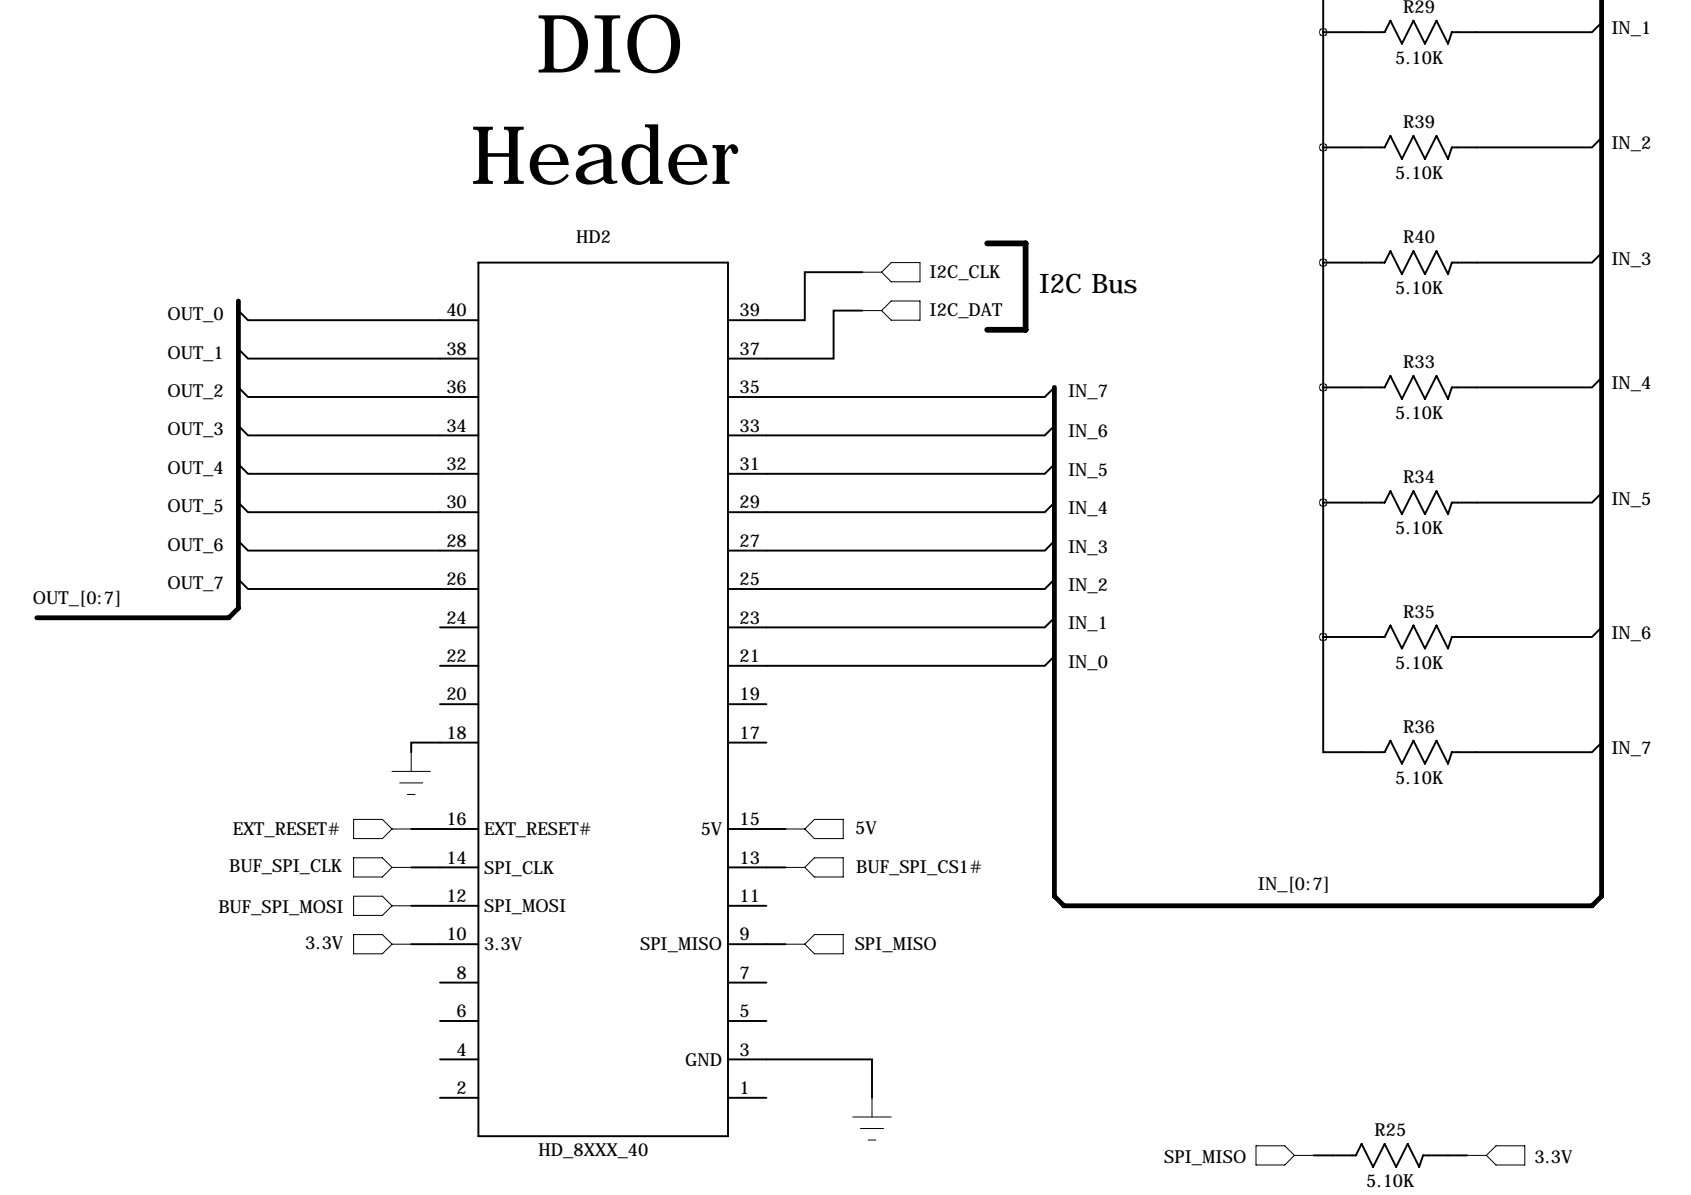 DIO
Header
HD2
OUT_0 40
OUT_1 38
OUT_2 36
OUT_3 34
OUT_4 32
OUT_5 30
OUT_6 28
OUT_7 26
OUT_[0:7]
24
22
20
18
EXT_RESET# 16 EXT_RESET#
BUF_SPI_CLK 14 SPI_CLK
BUF_SPI_MOSI 12 SPI_MOSI
3.3V 10 3.3V
8
6
4
2
39 I2C_CLK
37 I2C_DAT
I2C Bus
35 IN_7
33 IN_6
31 IN_5
29 IN_4
27 IN_3
25 IN_2
23 IN_1
21 IN_0
19
17
5V 15 5V
13 BUF_SPI_CS1#
11
SPI_MISO 9 SPI_MISO
7
5
GND 3
1
HD_8XXX_40
R29
5.10K
IN_1
R39
5.10K
IN_2
R40
5.10K
IN_3
R33
5.10K
IN_4
R34
5.10K
IN_5
R35
5.10K
IN_6
R36
5.10K
IN_7
IN_[0:7]
R25
SPI_MISO 3.3V
5.10K